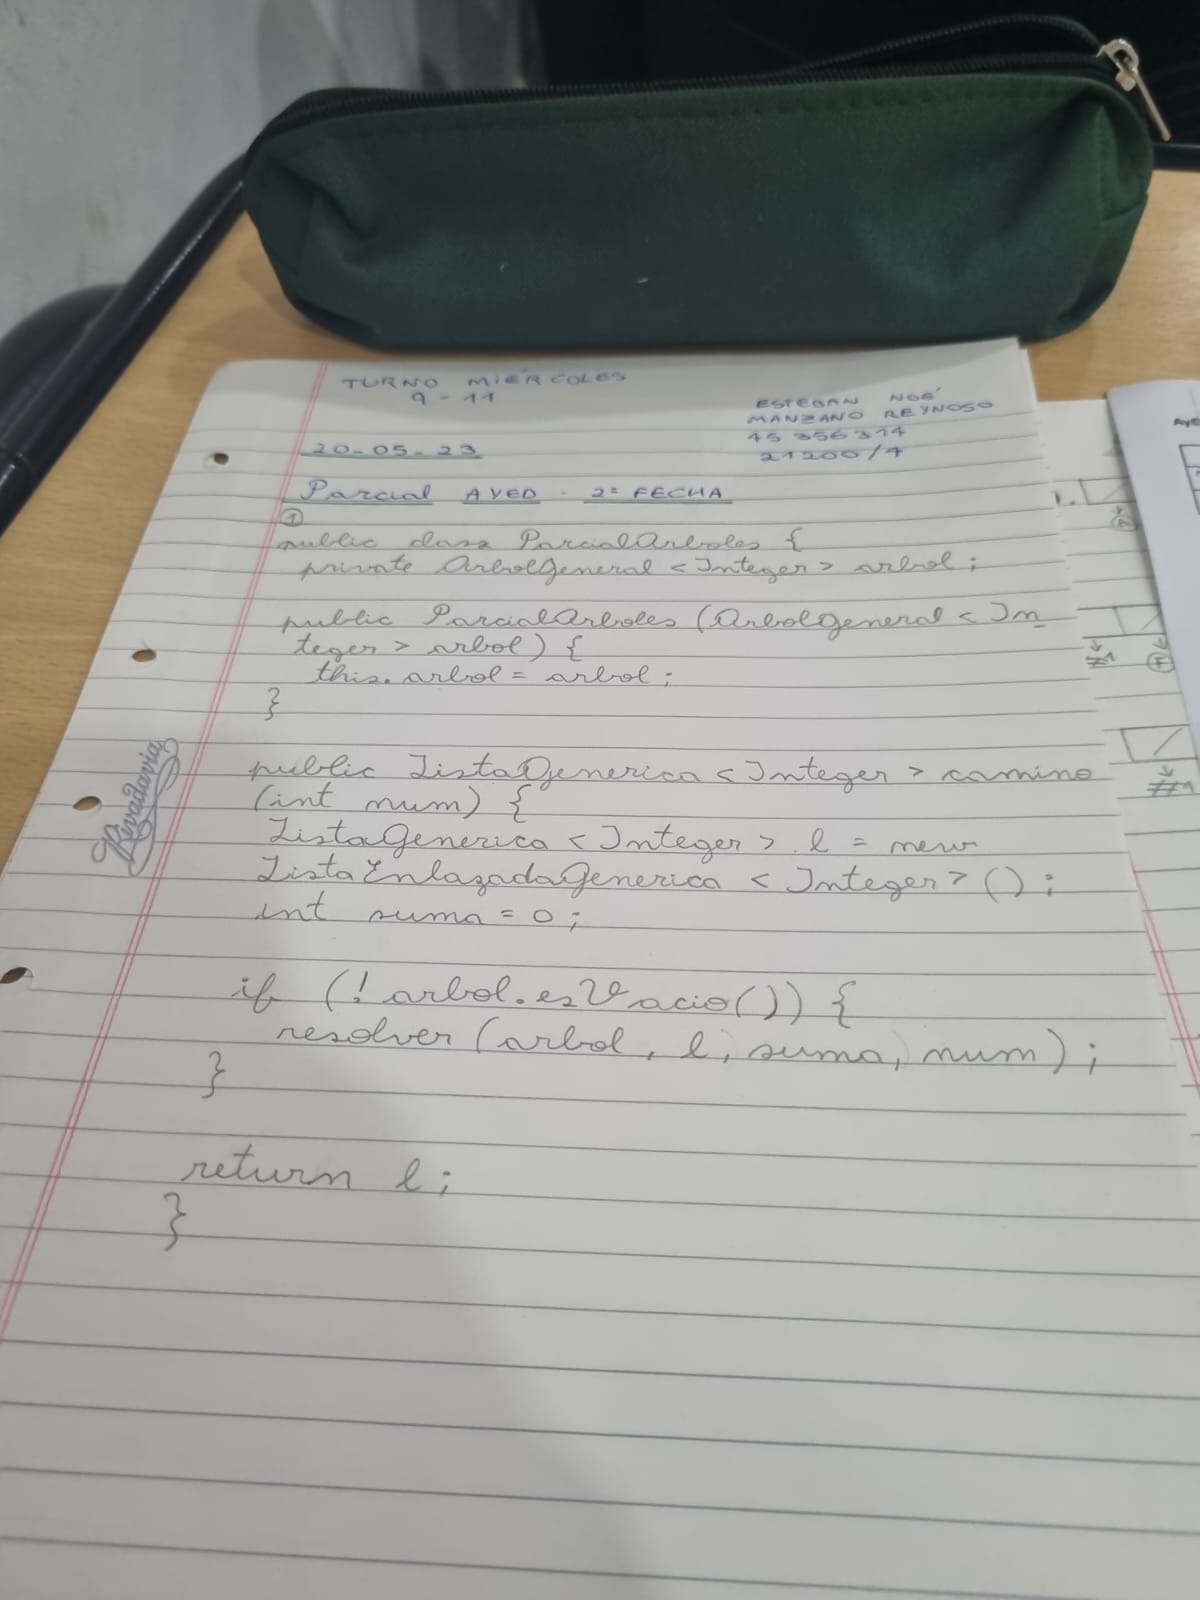 TURNO MIÉRCOLES
9 - 11
ESTEBAN NOÉ
MANZANO REYNOSO
45 356 314
21200/4
20-05-23
Parcial AYED - 2º FECHA
①
public class ParcialArboles {
private ArbolGeneral <Integer> arbol;
public ParcialArboles (ArbolGeneral <In
teger> arbol) {
this.arbol = arbol;
}
public ListaGenerica <Integer> camino
(int num) {
ListaGenerica <Integer> l = new
ListaEnlazadaGenerica <Integer> ();
int suma = 0;
if (! arbol.esVacio()) {
resolver (arbol, l, suma, num);
}
return l;
}
Rivadavia